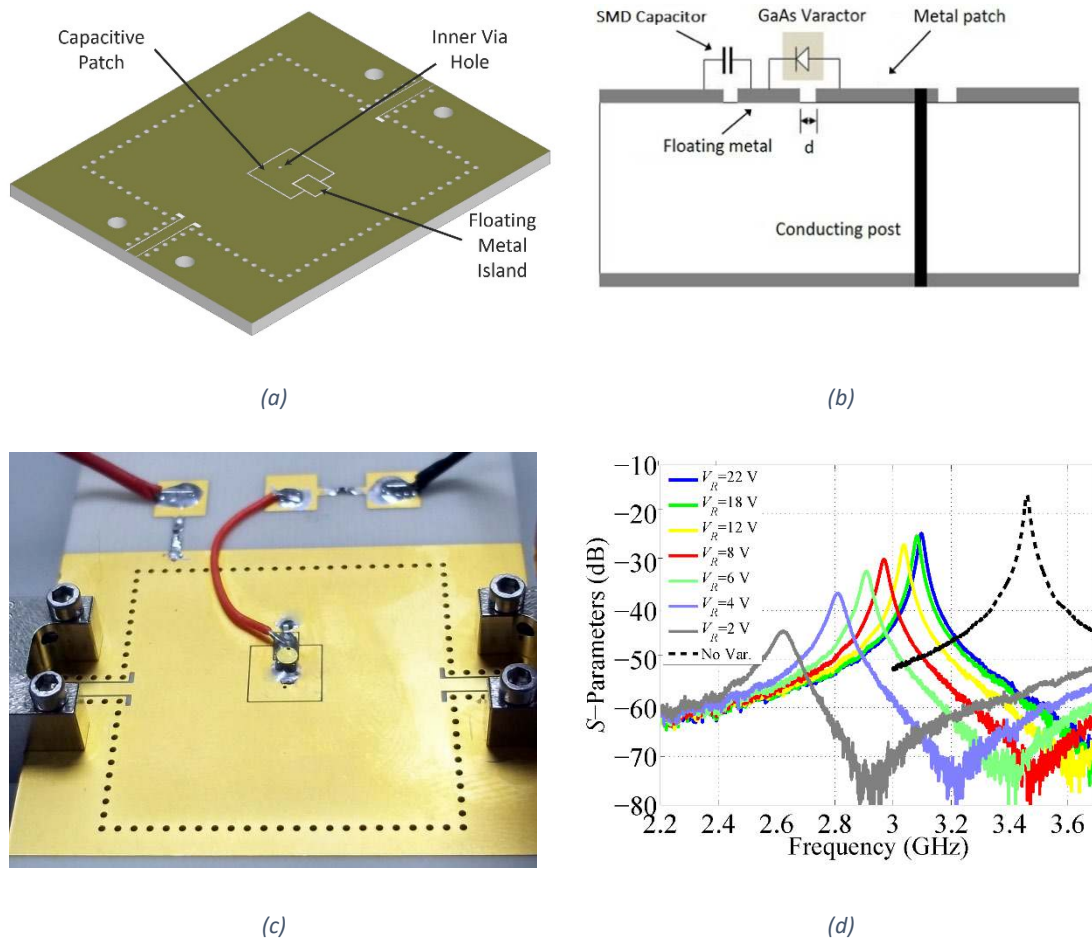 Capacitive
Patch
Inner Via
Hole
Floating
Metal
Island
(a)
SMD Capacitor
GaAs Varactor
Metal patch
Floating metal
d
Conducting post
(b)
(c)
−10
−20
−30
−40
−50
−60
−70
−80
S−Parameters (dB)
V_R=22 V
V_R=18 V
V_R=12 V
V_R=8 V
V_R=6 V
V_R=4 V
V_R=2 V
No Var.
2.2 2.4 2.6 2.8 3 3.2 3.4 3.6
Frequency (GHz)
(d)